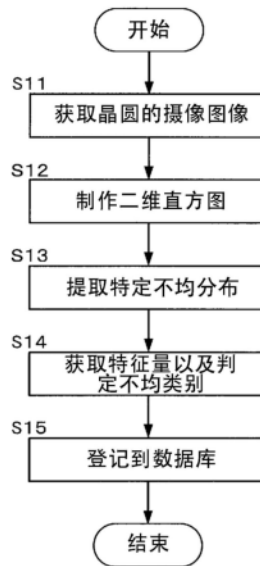 开始
S11
获取晶圆的摄像图像
S12
制作二维直方图
S13
提取特定不均分布
S14
获取特征量以及判
定不均类别
S15
登记到数据库
结束